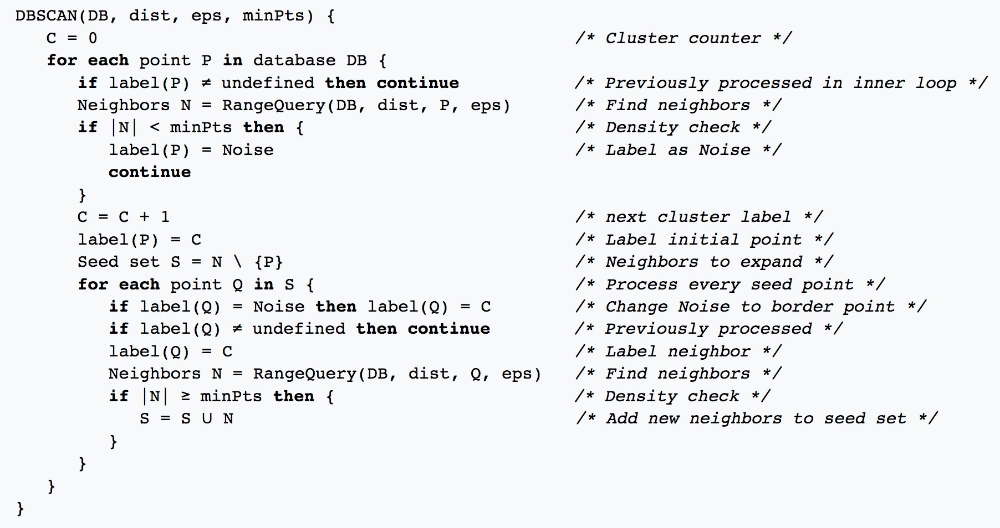 DBSCAN(DB, dist, eps, minPts) {
   C = 0                                              /* Cluster counter */
   for each point P in database DB {
      if label(P) ≠ undefined then continue           /* Previously processed in inner loop */
      Neighbors N = RangeQuery(DB, dist, P, eps)      /* Find neighbors */
      if |N| < minPts then {                          /* Density check */
         label(P) = Noise                             /* Label as Noise */
         continue
      }
      C = C + 1                                       /* next cluster label */
      label(P) = C                                    /* Label initial point */
      Seed set S = N \ {P}                            /* Neighbors to expand */
      for each point Q in S {                         /* Process every seed point */
         if label(Q) = Noise then label(Q) = C        /* Change Noise to border point */
         if label(Q) ≠ undefined then continue        /* Previously processed */
         label(Q) = C                                 /* Label neighbor */
         Neighbors N = RangeQuery(DB, dist, Q, eps)   /* Find neighbors */
         if |N| ≥ minPts then {                       /* Density check */
            S = S ∪ N                                 /* Add new neighbors to seed set */
         }
      }
   }
}